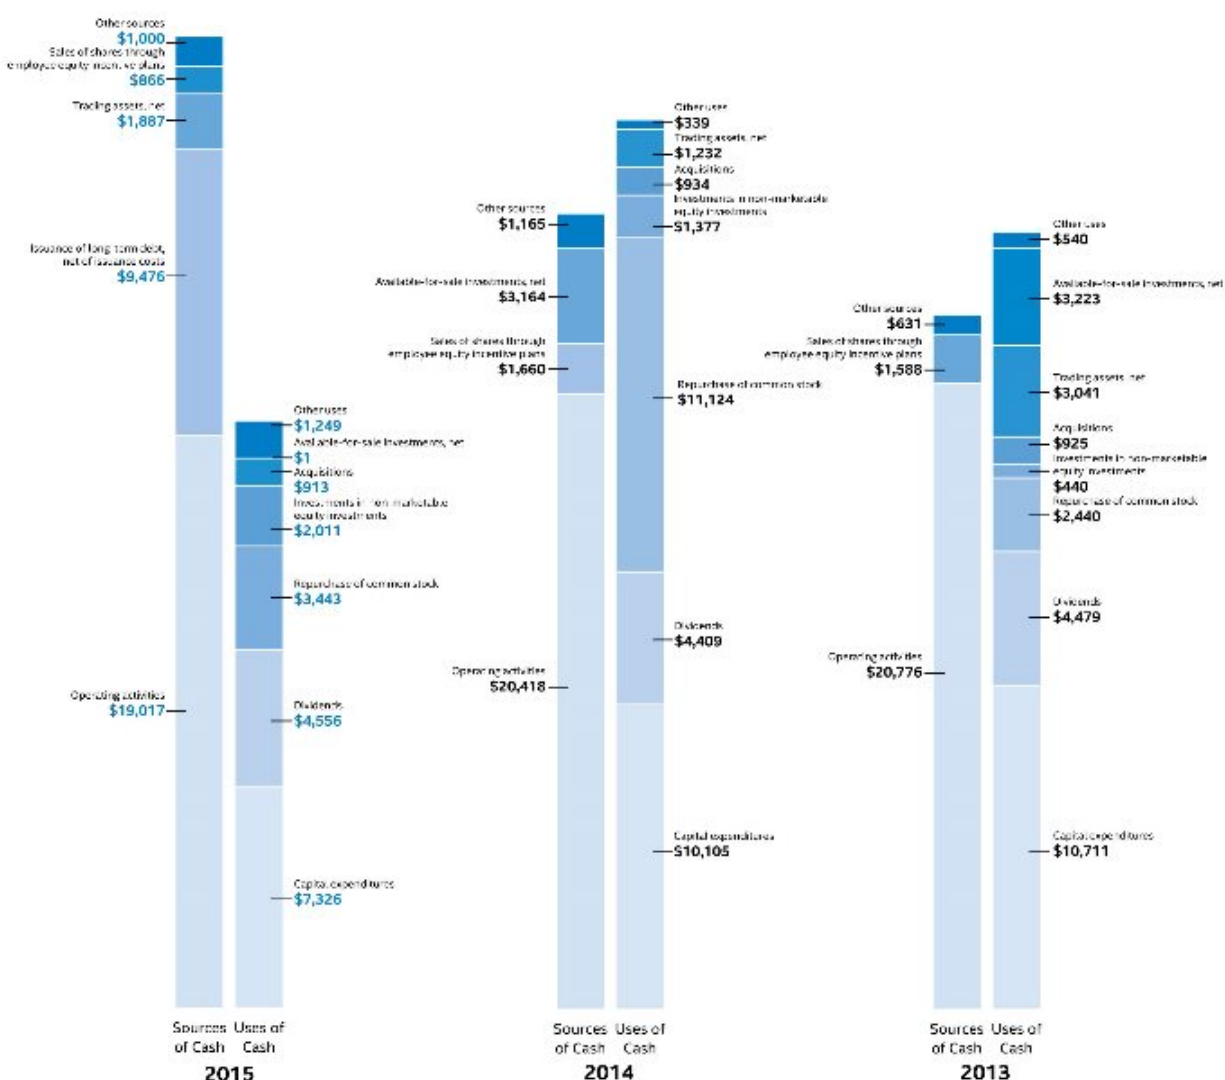 Other sources
$1,000
Sales of shares through
employee equity incentive plans
$866
Trading assets, net
$1,887
Issuance of long-term debt,
net of issuance costs
$9,476
Operating activities
$19,017
Other uses
$1,249
Available-for-sale investments, net
$1
Acquisitions
$913
Investments in non-marketable
equity investments
$2,011
Repurchase of common stock
$3,443
Dividends
$4,556
Capital expenditures
$7,326
Sources of Cash
Uses of Cash
2015
Other sources
$1,165
Available-for-sale investments, net
$3,164
Sales of shares through
employee equity incentive plans
$1,660
Operating activities
$20,418
Other uses
$339
Trading assets, net
$1,232
Acquisitions
$934
Investments in non-marketable
equity investments
$1,377
Repurchase of common stock
$11,124
Dividends
$4,409
Capital expenditures
$10,105
Sources of Cash
Uses of Cash
2014
Other sources
$631
Sales of shares through
employee equity incentive plans
$1,588
Operating activities
$20,776
Other uses
$540
Available-for-sale investments, net
$3,223
Trading assets, net
$3,041
Acquisitions
$925
Investments in non-marketable
equity investments
$440
Repurchase of common stock
$2,440
Dividends
$4,479
Capital expenditures
$10,711
Sources of Cash
Uses of Cash
2013